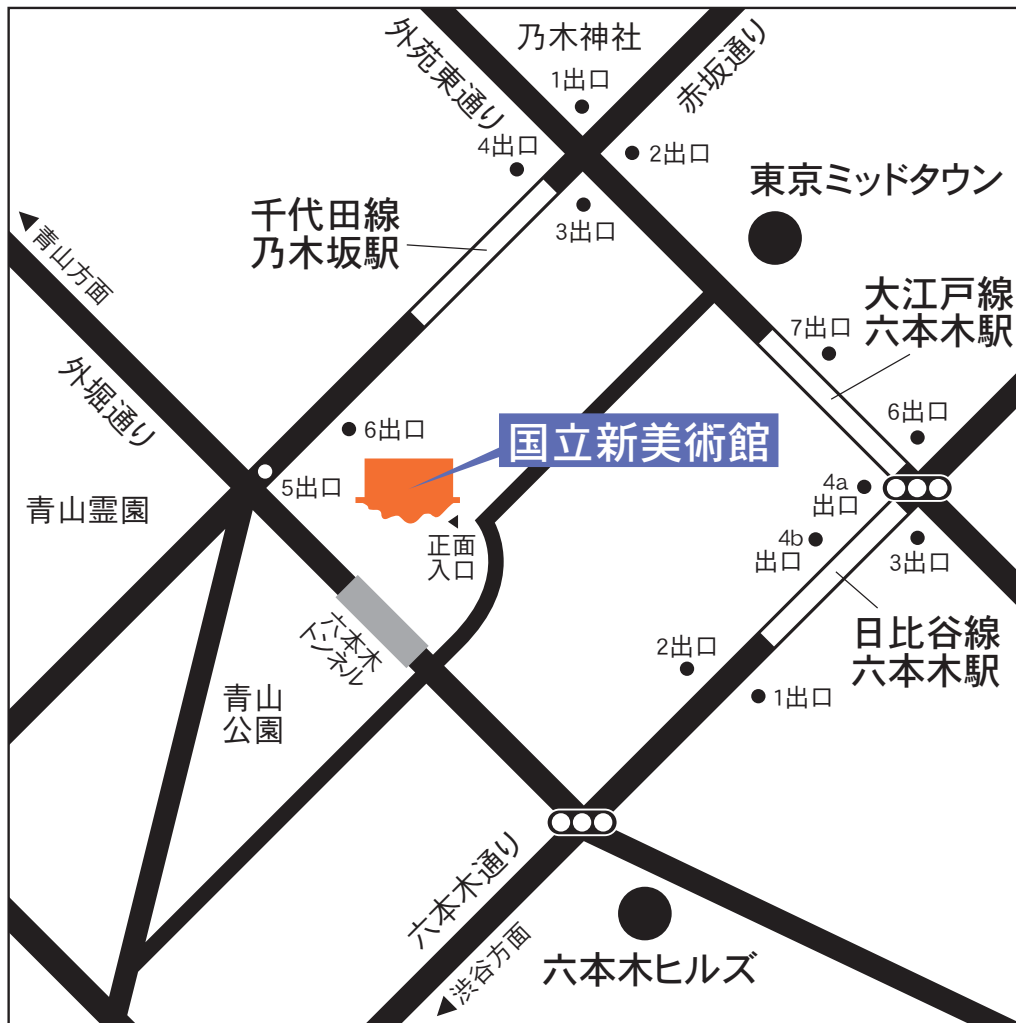 乃木神社
外苑東通り
赤坂通り
1出口
4出口
2出口
3出口
東京ミッドタウン
千代田線
乃木坂駅
青山方面
大江戸線
六本木駅
7出口
外堀通り
6出口
6出口
国立新美術館
5出口
4a
出口
青山霊園
正面
入口
4b
出口
3出口
六本木
トンネル
日比谷線
六本木駅
2出口
1出口
青山
公園
六本木通り
渋谷方面
六本木ヒルズ